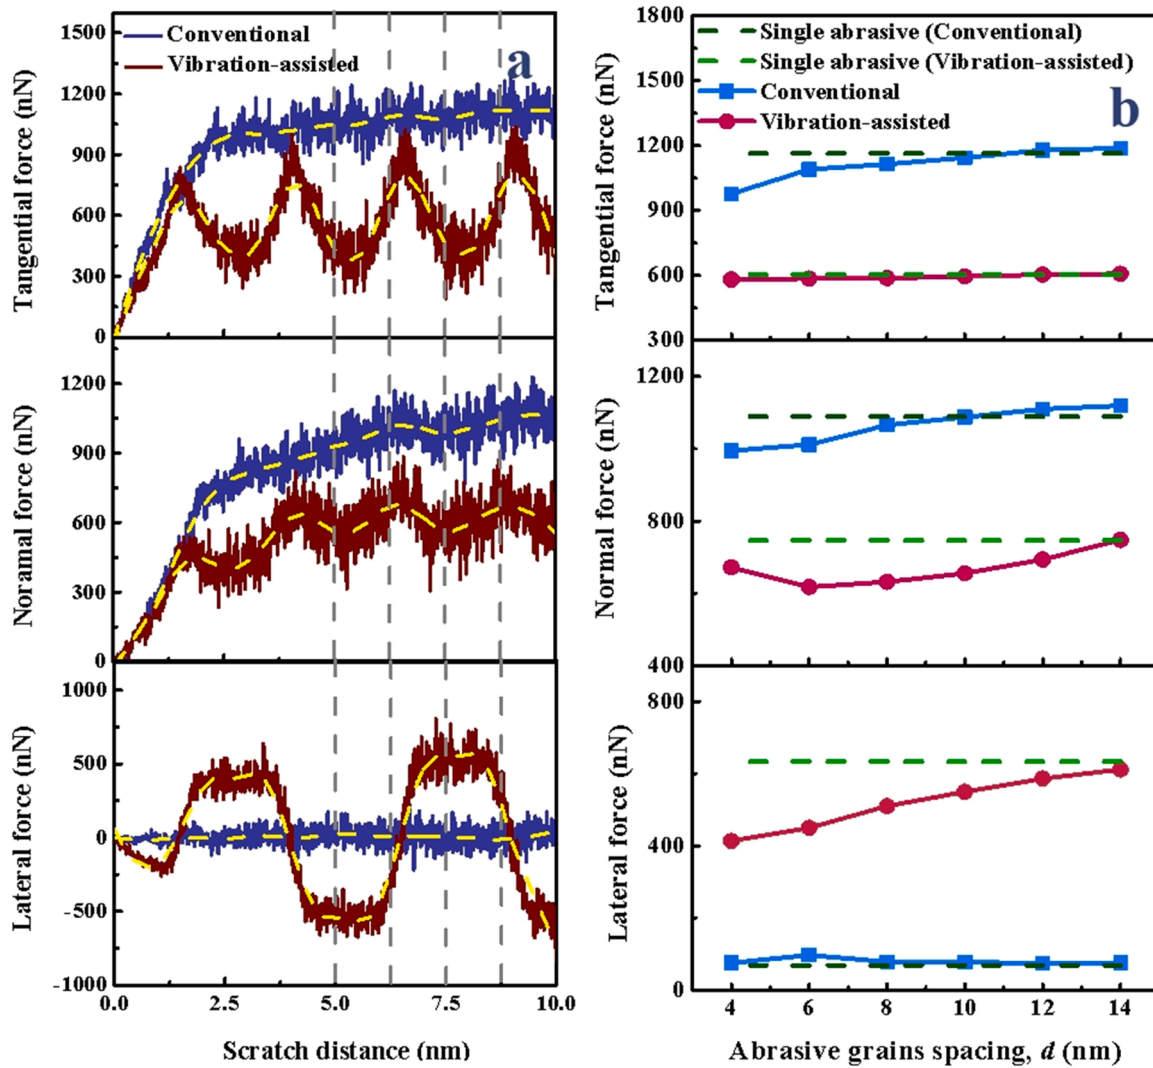 Conventional
Vibration-assisted
a
Tangential force (nN)
1500
1200
900
600
300
0
Noramal force (nN)
1200
900
600
300
0
Lateral force (nN)
1000
500
0
-500
-1000
0.0 2.5 5.0 7.5 10.0
Scratch distance (nm)
Single abrasive (Conventional)
Single abrasive (Vibration-assisted)
Conventional
Vibration-assisted
b
Tangential force (nN)
1800
1500
1200
900
600
300
Normal force (nN)
1200
800
400
Lateral force (nN)
800
400
0
4 6 8 10 12 14
Abrasive grains spacing, d (nm)